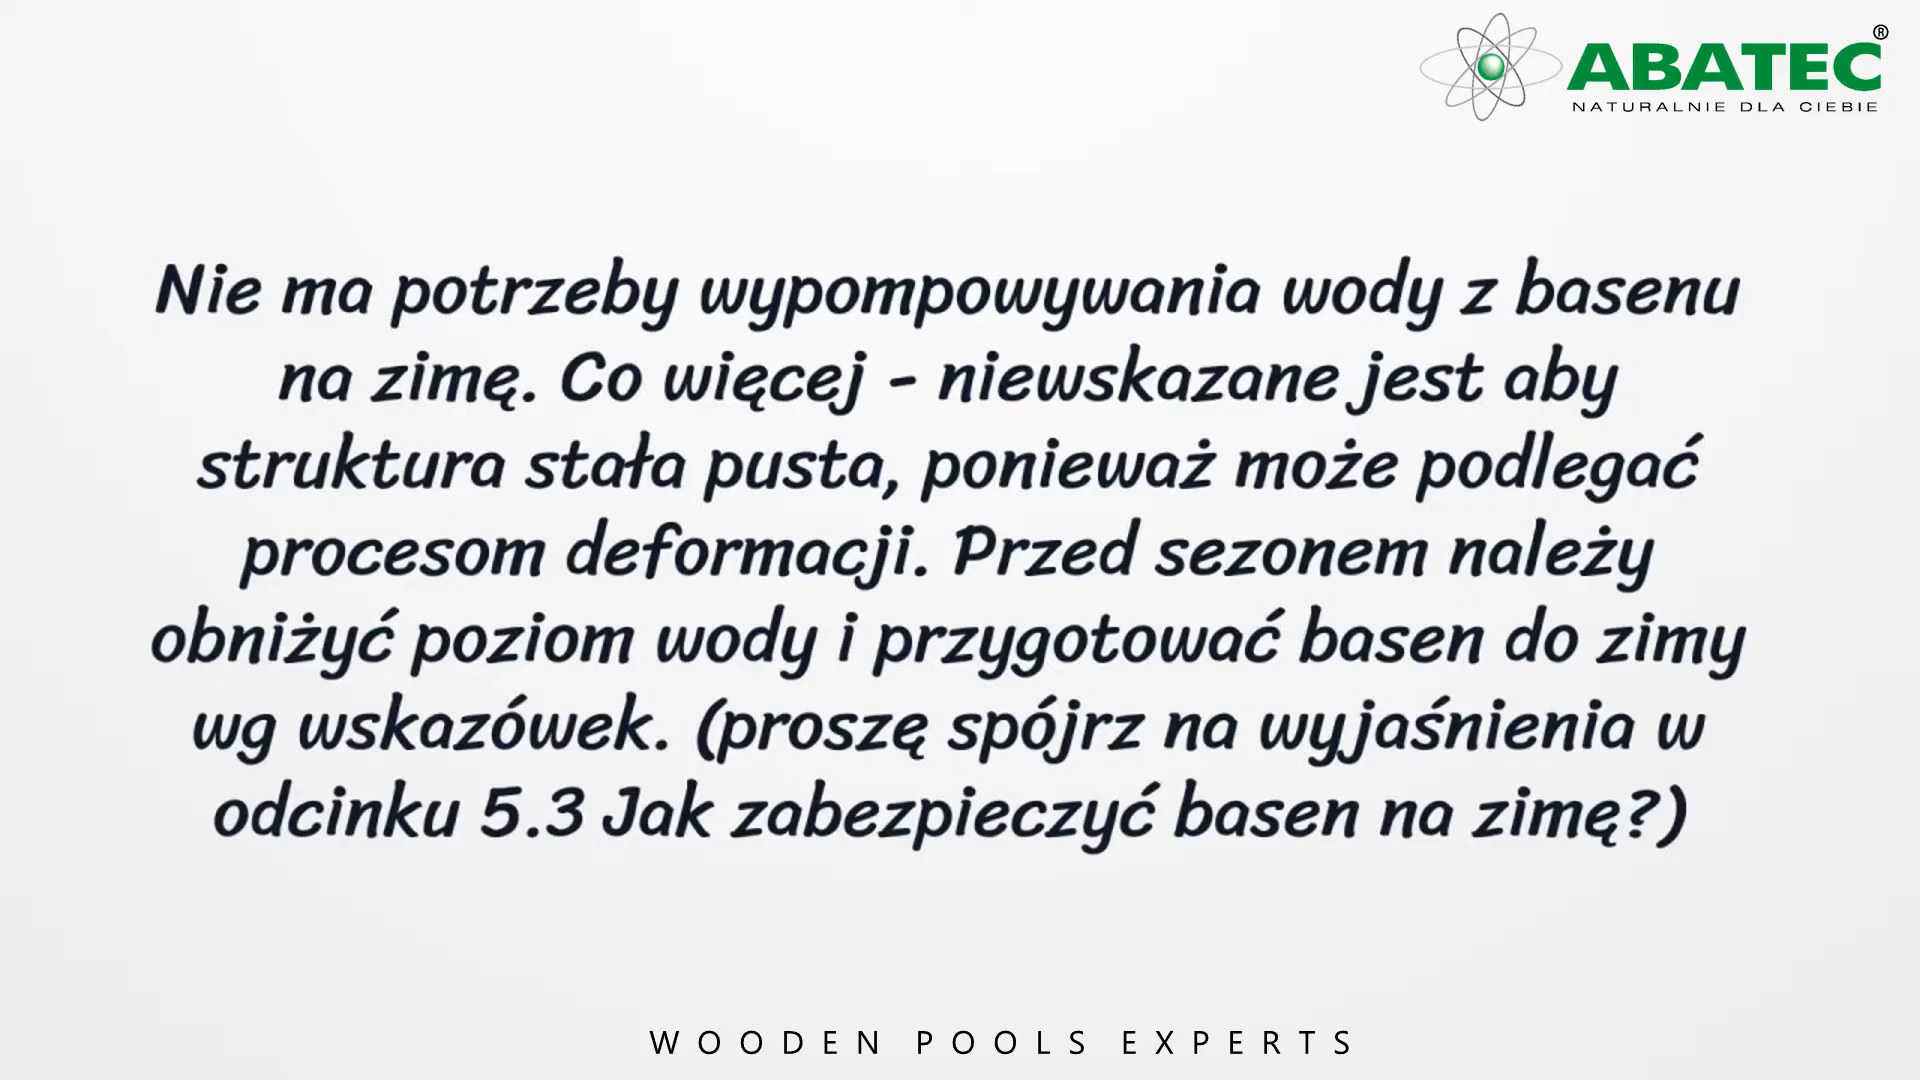 ABATEC®
NATURALNIE DLA CIEBIE
Nie ma potrzeby wypompowywania wody z basenu
na zimę. Co więcej - niewskazane jest aby
struktura stała pusta, ponieważ może podlegać
procesom deformacji. Przed sezonem należy
obniżyć poziom wody i przygotować basen do zimy
wg wskazówek. (proszę spójrz na wyjaśnienia w
odcinku 5.3 Jak zabezpieczyć basen na zimę?)
WOODEN POOLS EXPERTS